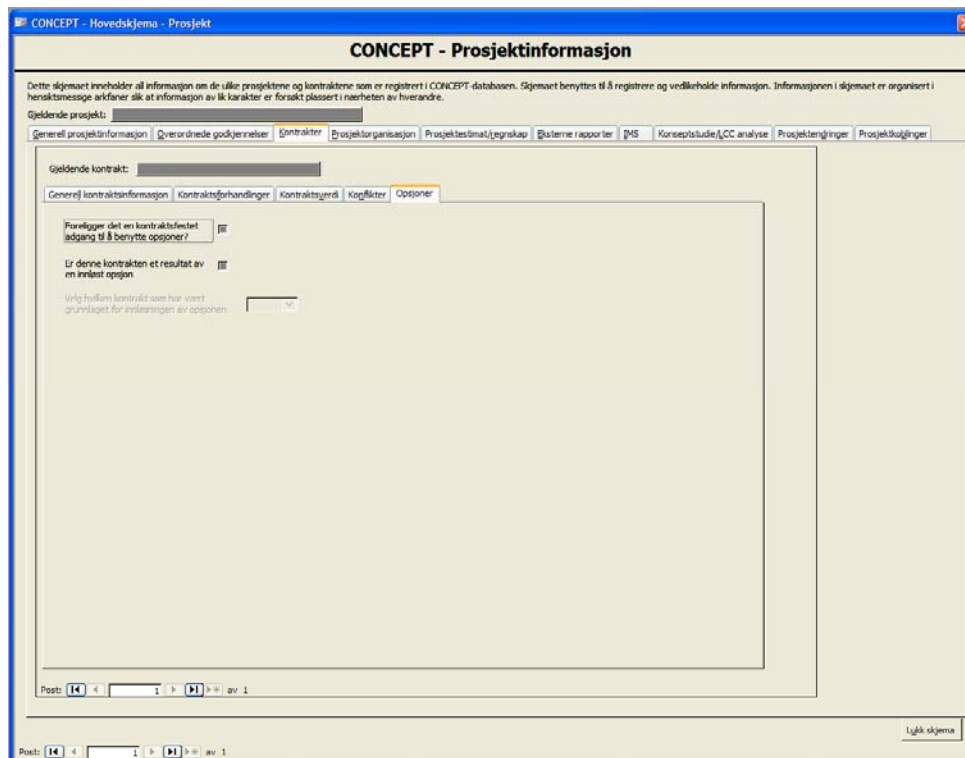 CONCEPT - Hovedskjema - Prosjekt
CONCEPT - Prosjektinformasjon
Dette skjemaet inneholder all informasjon om de ulike prosjektene og kontraktene som er registrert i CONCEPT-databasen. Skjemaet benyttes til å registrere og vedlikeholde informasjon. Informasjonen i skjemaet er organisert i
hensiktsmessige arkfaner slik at informasjon av lik karakter er forsøkt plassert i nærheten av hverandre.
Gjeldende prosjekt:
Generell prosjektinformasjon Overordnede godkjennelser Kontrakter Prosjektorganisasjon Prosjektestimat/regnskap Eksterne rapporter IMS Konseptstudie/LCC analyse Prosjektendringer Prosjektkoblinger
Gjeldende kontrakt:
Generell kontraktsinformasjon Kontraktsforhandlinger Kontraktsverdi Konflikter Opsjoner
Foreligger det en kontraktsfestet
adgang til å benytte opsjoner?
Er denne kontrakten et resultat av
en innløst opsjon
Velg hvilken kontrakt som har vært
grunnlaget for innløsningen av opsjonen
Post: 1 av 1
Lukk skjema
Post: 1 av 1